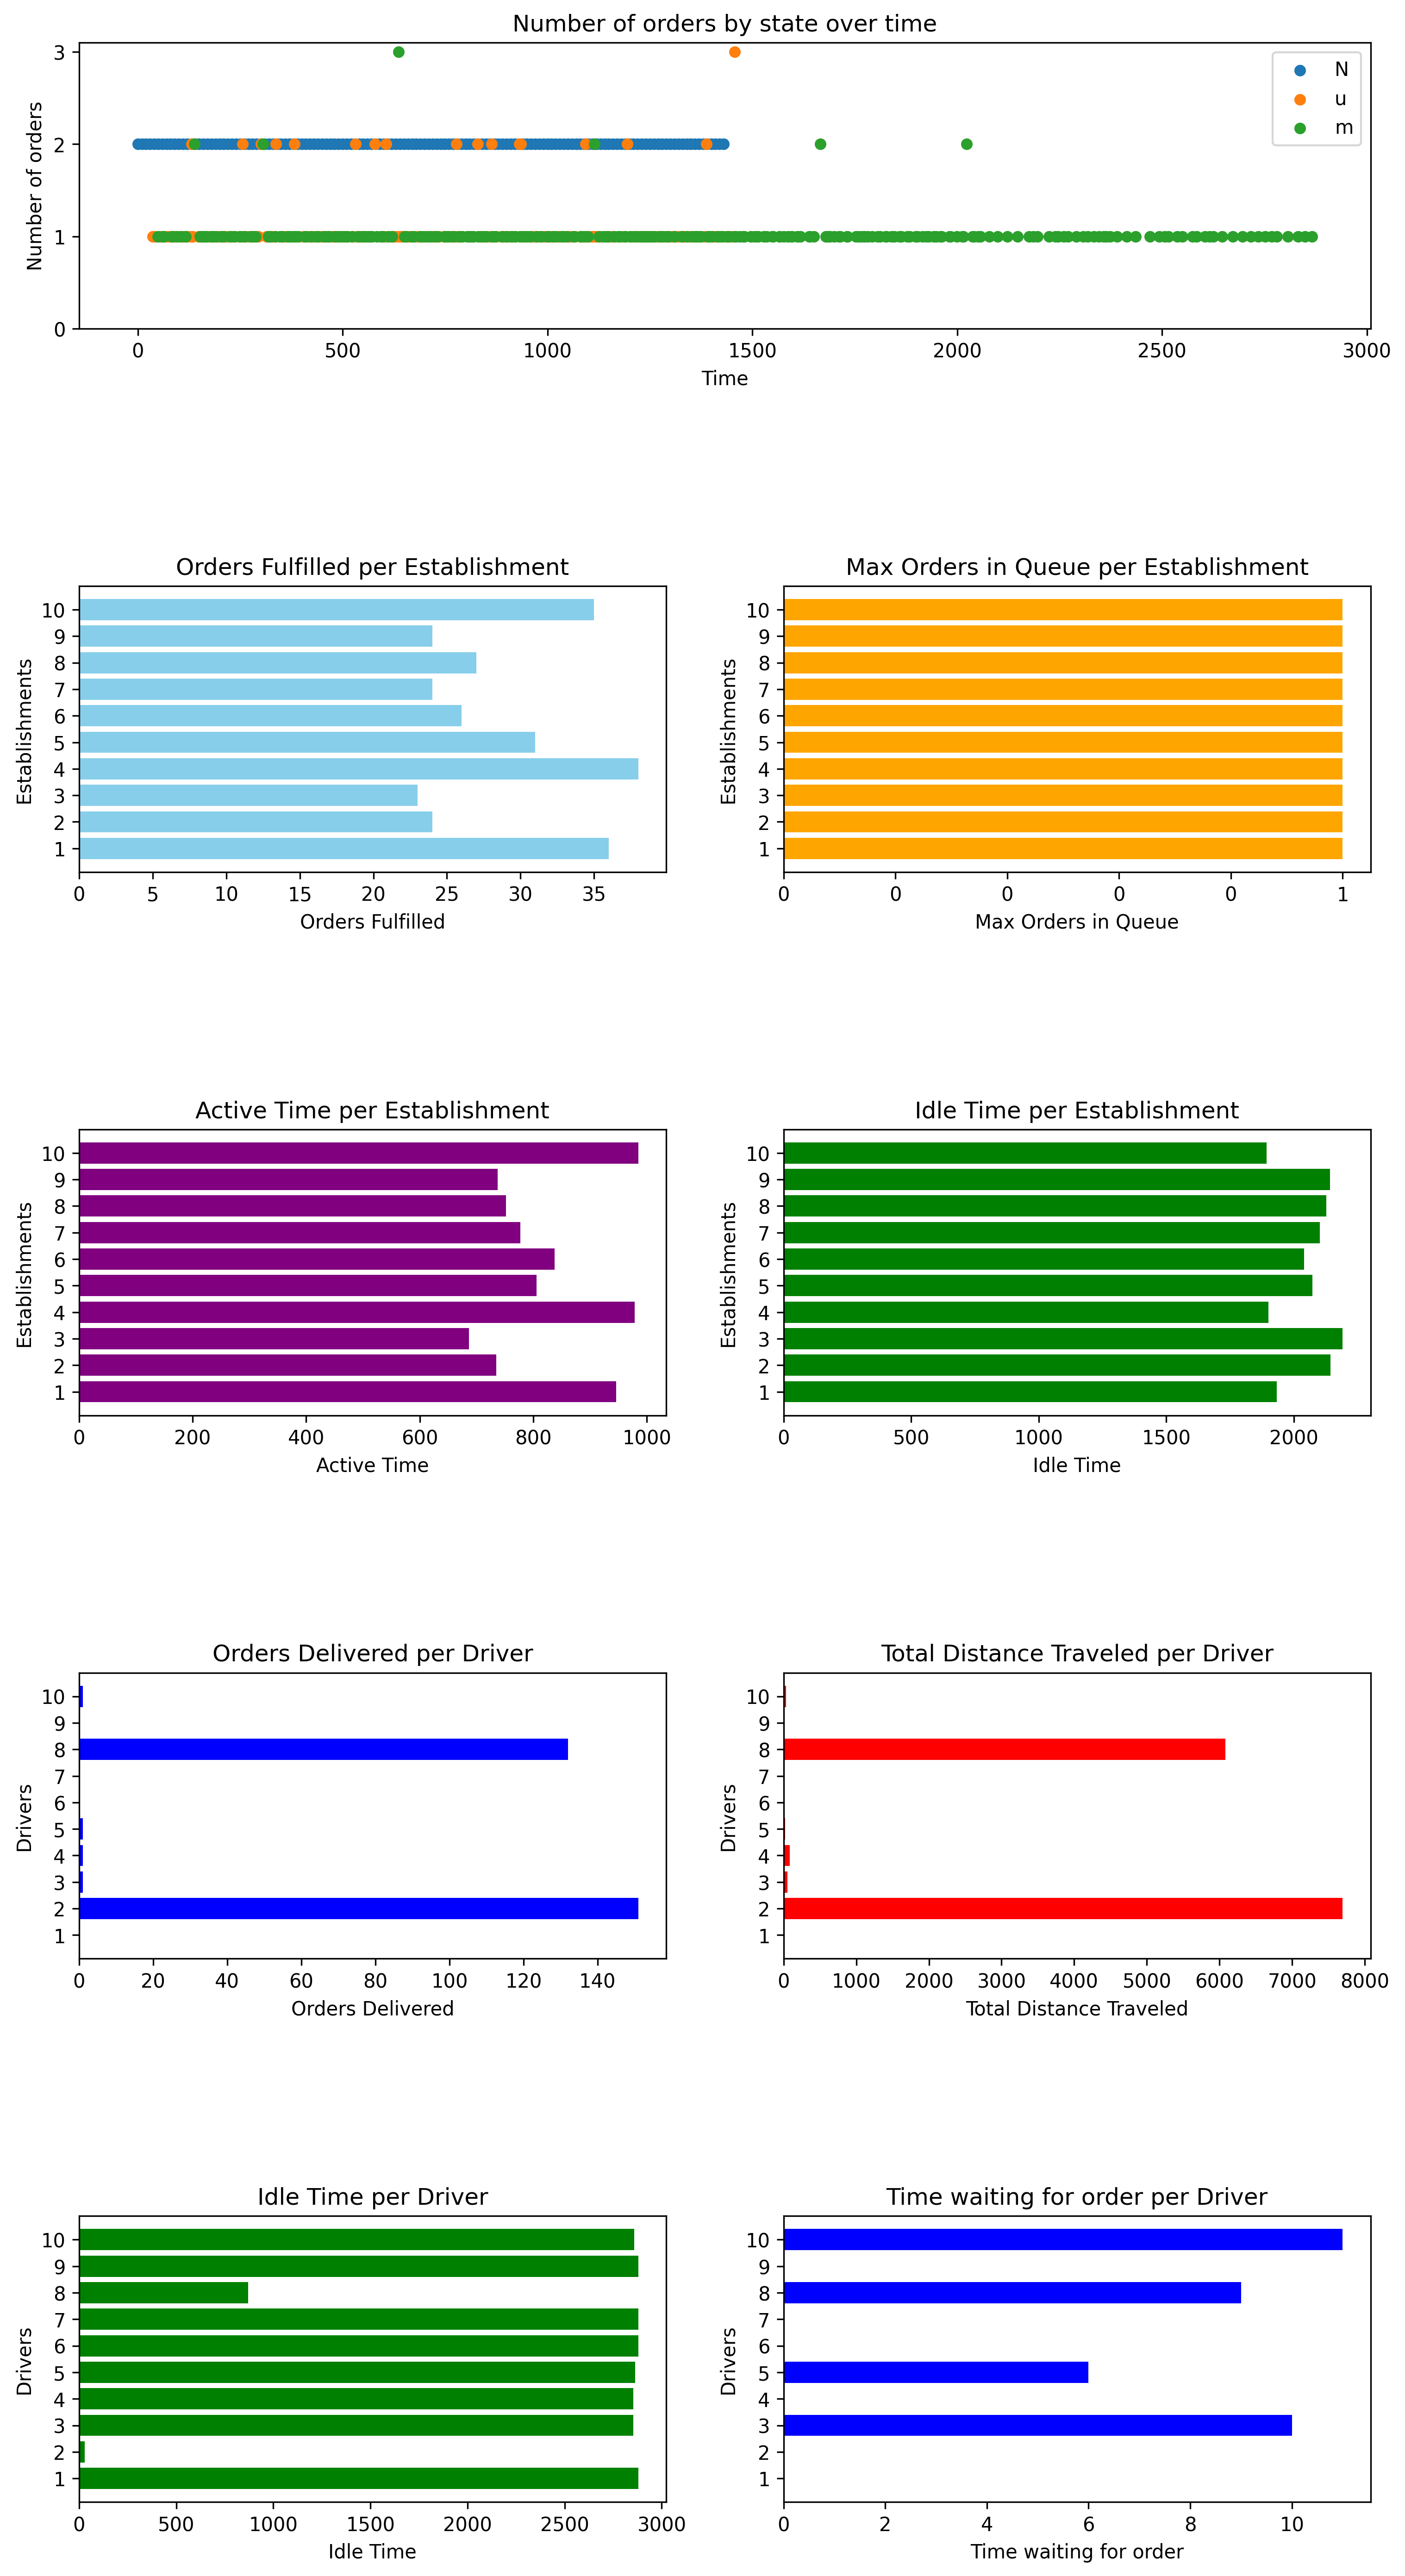 Number of orders by state over time
Number of orders
3
2
1
0
N
u
m
0 500 1000 1500 2000 2500 3000
Time
Orders Fulfilled per Establishment
Establishments
10
9
8
7
6
5
4
3
2
1
0 5 10 15 20 25 30 35
Orders Fulfilled
Max Orders in Queue per Establishment
Establishments
10
9
8
7
6
5
4
3
2
1
0 0 0 0 0 1
Max Orders in Queue
Active Time per Establishment
Establishments
10
9
8
7
6
5
4
3
2
1
0 200 400 600 800 1000
Active Time
Idle Time per Establishment
Establishments
10
9
8
7
6
5
4
3
2
1
0 500 1000 1500 2000
Idle Time
Orders Delivered per Driver
Drivers
10
9
8
7
6
5
4
3
2
1
0 20 40 60 80 100 120 140
Orders Delivered
Total Distance Traveled per Driver
Drivers
10
9
8
7
6
5
4
3
2
1
0 1000 2000 3000 4000 5000 6000 7000 8000
Total Distance Traveled
Idle Time per Driver
Drivers
10
9
8
7
6
5
4
3
2
1
0 500 1000 1500 2000 2500 3000
Idle Time
Time waiting for order per Driver
Drivers
10
9
8
7
6
5
4
3
2
1
0 2 4 6 8 10
Time waiting for order